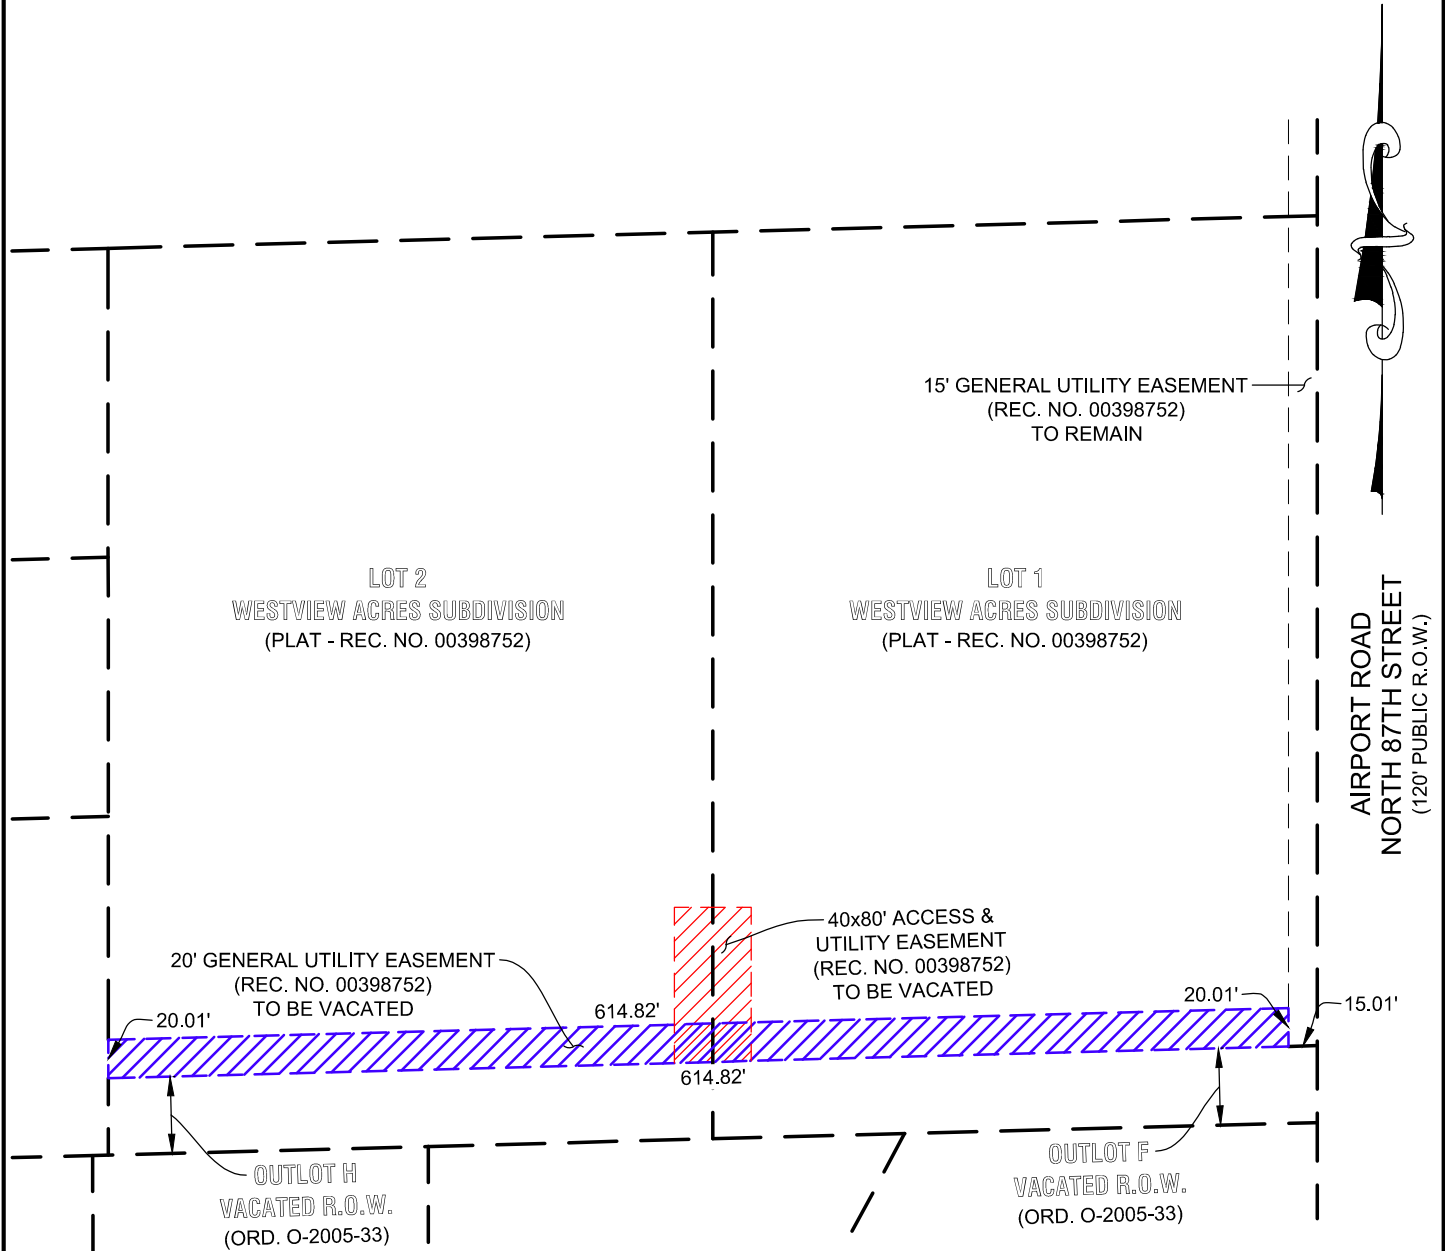 15' GENERAL UTILITY EASEMENT
(REC. NO. 00398752)
TO REMAIN
LOT 2
WESTVIEW ACRES SUBDIVISION
(PLAT - REC. NO. 00398752)
LOT 1
WESTVIEW ACRES SUBDIVISION
(PLAT - REC. NO. 00398752)
AIRPORT ROAD
NORTH 87TH STREET
(120' PUBLIC R.O.W.)
20' GENERAL UTILITY EASEMENT
(REC. NO. 00398752)
TO BE VACATED
40x80' ACCESS &
UTILITY EASEMENT
(REC. NO. 00398752)
TO BE VACATED
20.01'
614.82'
20.01'
15.01'
614.82'
OUTLOT H
VACATED R.O.W.
(ORD. O-2005-33)
OUTLOT F
VACATED R.O.W.
(ORD. O-2005-33)